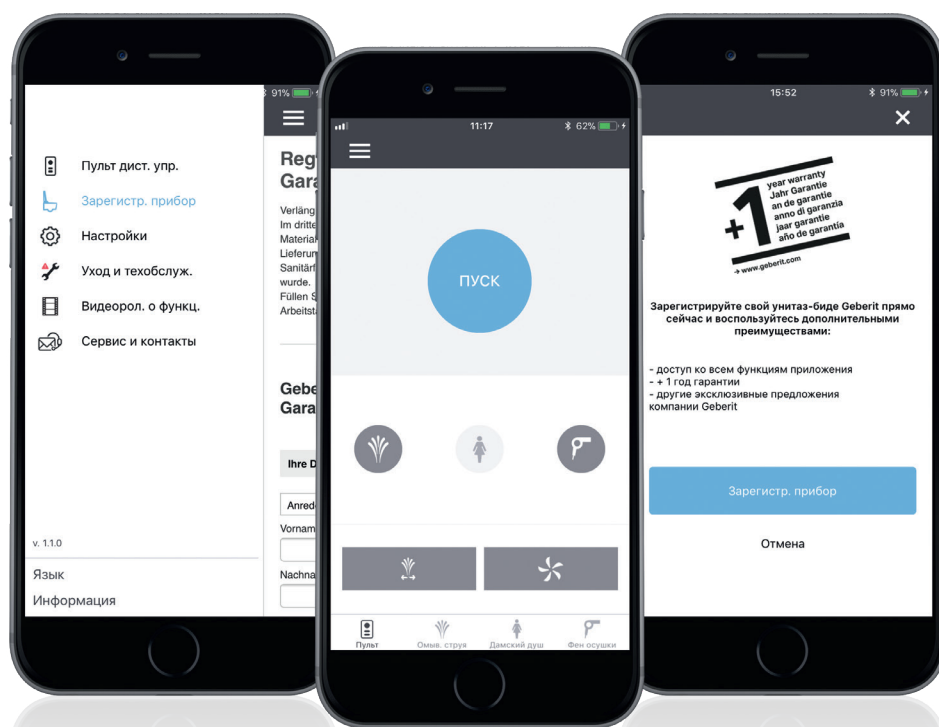 91%
Пульт дист. упр.
Зарегистр. прибор
Настройки
Уход и техобслуж.
Видеорол. о функц.
Сервис и контакты
v. 1.1.0
Язык
Информация
Verläng
Im dritte
Lieferun
Sanitärf
wurde.
Füllen S
Arbeitst
Gebe
Gara
Ihre D
Anred
Vornam
Nachna
11:17
62%
ПУСК
Пульт
Омыв. струя
Дамский душ
Фен осушки
15:52
91%
+1
year warranty
Jahr Garantie
an de garantie
anno di garanzia
jaar garantie
año de garantía
→ www.geberit.com
Зарегистрируйте свой унитаз-биде Geberit прямо
сейчас и воспользуйтесь дополнительными
преимуществами:
- доступ ко всем функциям приложения
- + 1 год гарантии
- другие эксклюзивные предложения
компании Geberit
Зарегистр. прибор
Отмена